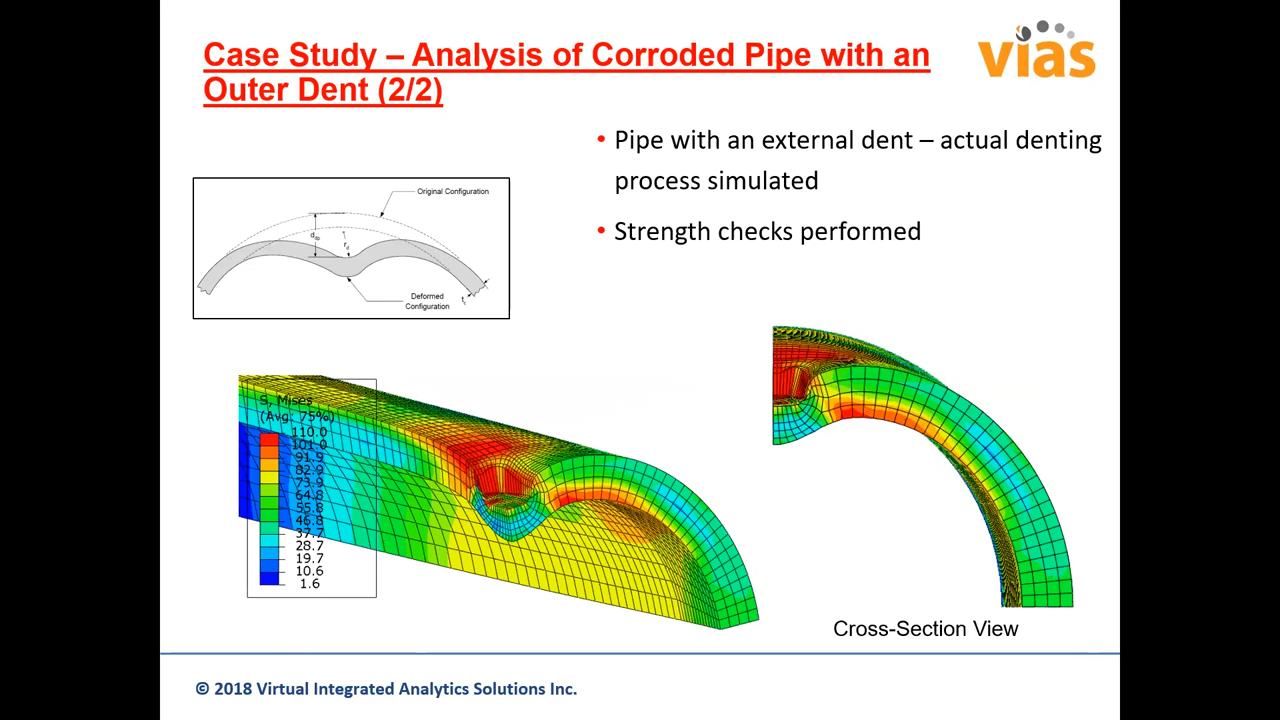 Case Study – Analysis of Corroded Pipe with an
Outer Dent (2/2)
vias
• Pipe with an external dent – actual denting
process simulated
• Strength checks performed
Original Configuration
d_dp
r_d
Deformed
Configuration
t_c
S, Mises
(Avg: 75%)
110.0
101.0
91.9
82.9
73.9
64.8
55.8
46.8
37.7
28.7
19.7
10.6
1.6
Cross-Section View
© 2018 Virtual Integrated Analytics Solutions Inc.